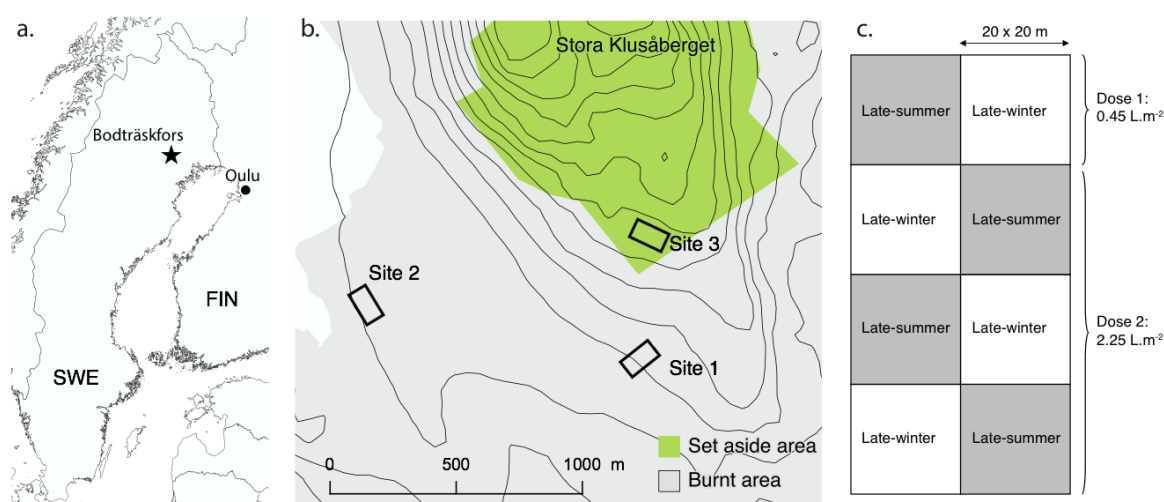 a.
Bodträskfors
Oulu
FIN
SWE
b.
Stora Klusåberget
Site 3
Site 2
Site 1
Set aside area
Burnt area
0 500 1000 m
c.
20 x 20 m
Late-summer Late-winter
Dose 1:
0.45 L.m⁻²
Late-winter Late-summer
Late-summer Late-winter
Dose 2:
2.25 L.m⁻²
Late-winter Late-summer